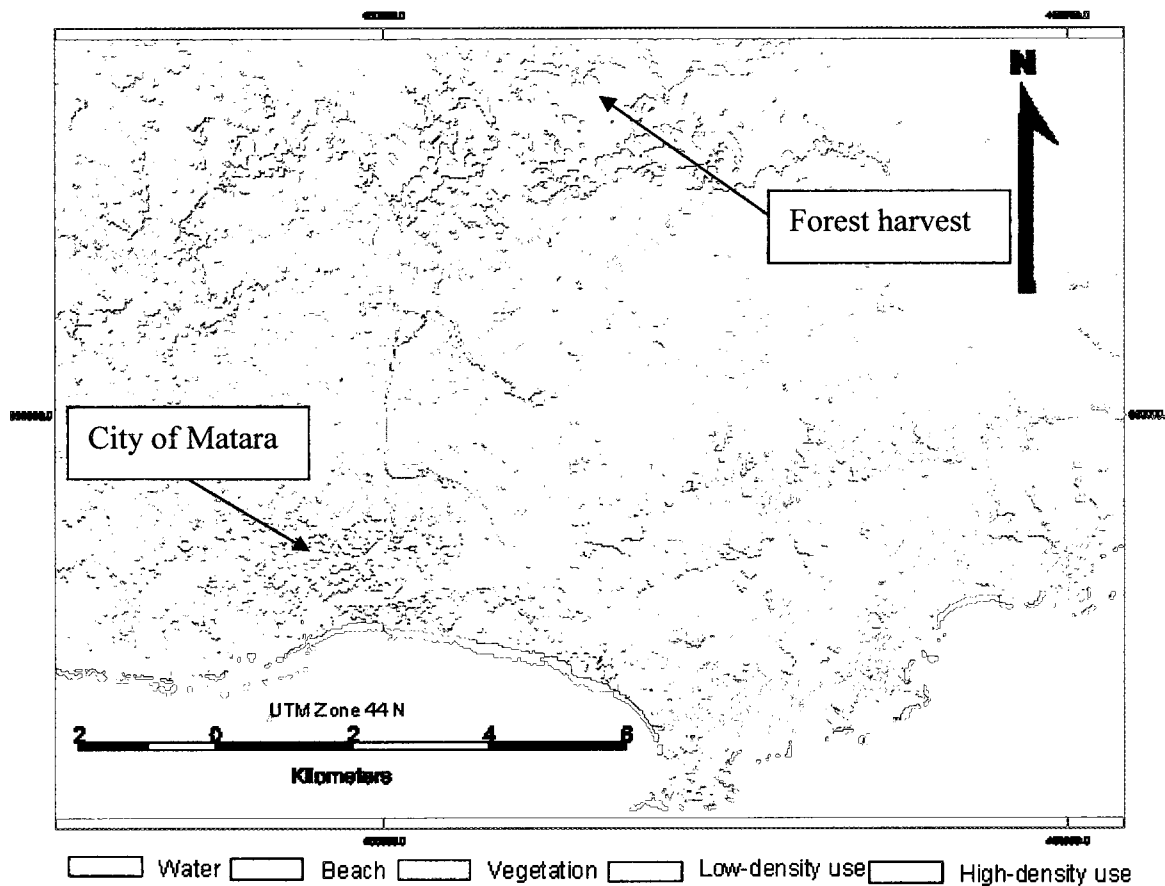 N
Forest harvest
City of Matara
UTM Zone 44 N
2 0 2 4 6
Kilometers
Water Beach Vegetation Low-density use High-density use